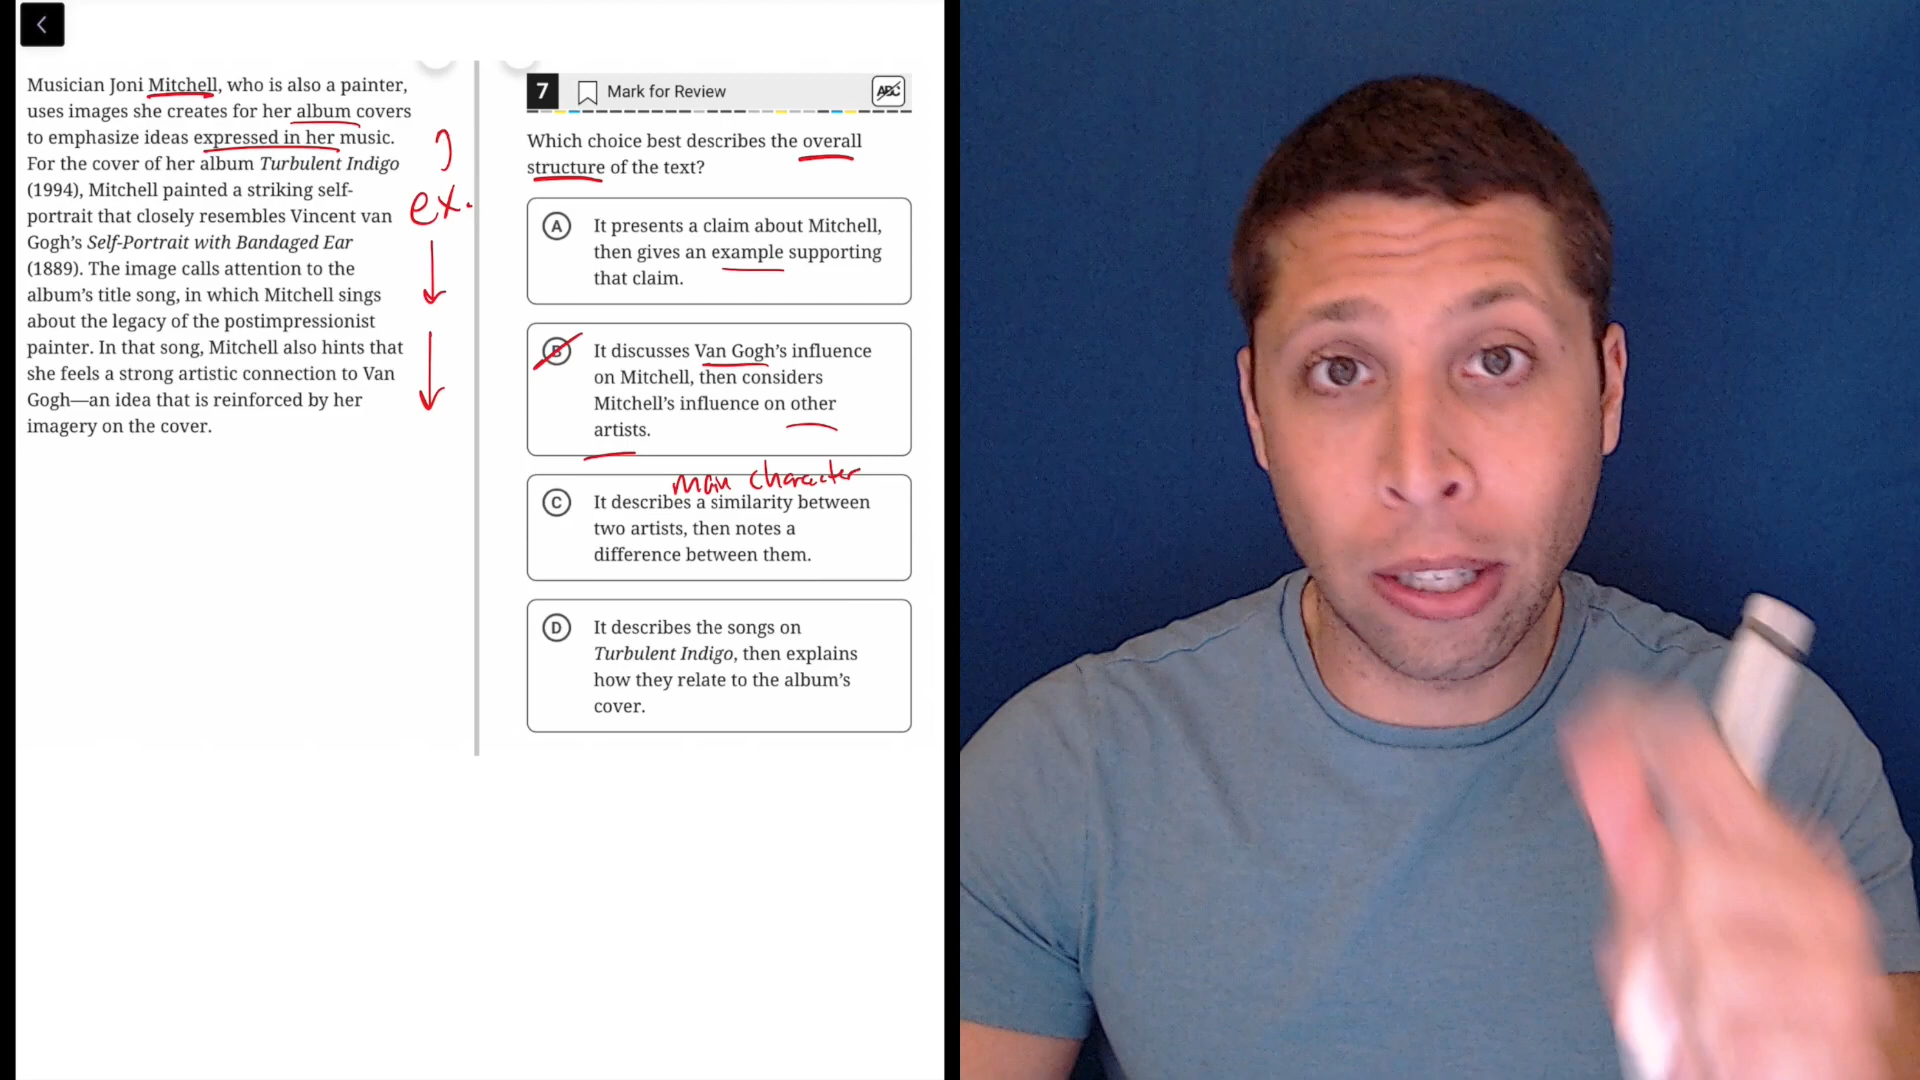 Musician Joni Mitchell, who is also a painter,
uses images she creates for her album covers
to emphasize ideas expressed in her music.
For the cover of her album Turbulent Indigo
(1994), Mitchell painted a striking self-
portrait that closely resembles Vincent van
Gogh's Self-Portrait with Bandaged Ear
(1889). The image calls attention to the
album's title song, in which Mitchell sings
about the legacy of the postimpressionist
painter. In that song, Mitchell also hints that
she feels a strong artistic connection to Van
Gogh—an idea that is reinforced by her
imagery on the cover.
ex.
7 Mark for Review ABC
Which choice best describes the overall
structure of the text?
A It presents a claim about Mitchell,
then gives an example supporting
that claim.
B It discusses Van Gogh's influence
on Mitchell, then considers
Mitchell's influence on other
artists.
main character
C It describes a similarity between
two artists, then notes a
difference between them.
D It describes the songs on
Turbulent Indigo, then explains
how they relate to the album's
cover.